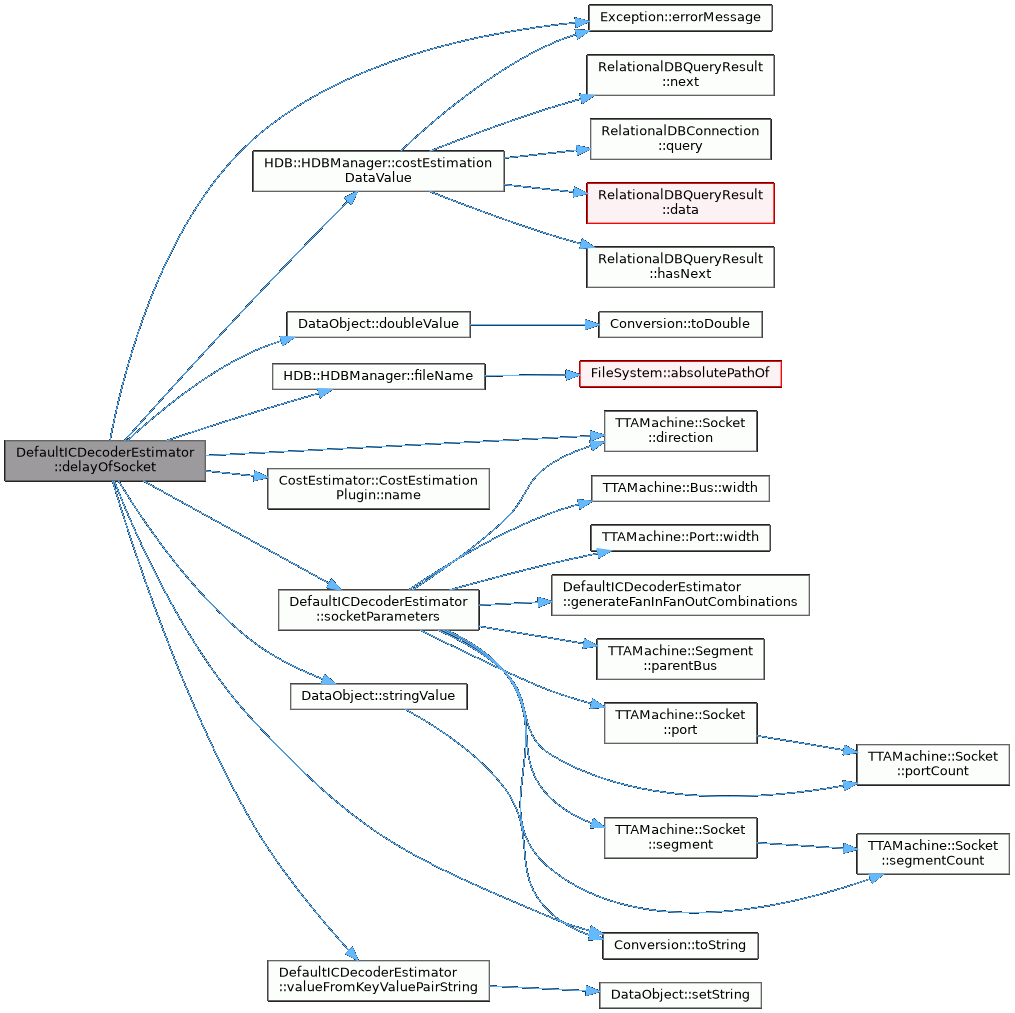 Exception::errorMessage
RelationalDBQueryResult
::next
RelationalDBConnection
::query
HDB::HDBManager::costEstimation
DataValue
RelationalDBQueryResult
::data
RelationalDBQueryResult
::hasNext
DataObject::doubleValue
Conversion::toDouble
HDB::HDBManager::fileName
FileSystem::absolutePathOf
TTAMachine::Socket
::direction
DefaultICDecoderEstimator
::delayOfSocket
CostEstimator::CostEstimation
Plugin::name
TTAMachine::Bus::width
TTAMachine::Port::width
DefaultICDecoderEstimator
::generateFanInFanOutCombinations
DefaultICDecoderEstimator
::socketParameters
TTAMachine::Segment
::parentBus
DataObject::stringValue
TTAMachine::Socket
::port
TTAMachine::Socket
::portCount
TTAMachine::Socket
::segment
TTAMachine::Socket
::segmentCount
Conversion::toString
DefaultICDecoderEstimator
::valueFromKeyValuePairString
DataObject::setString